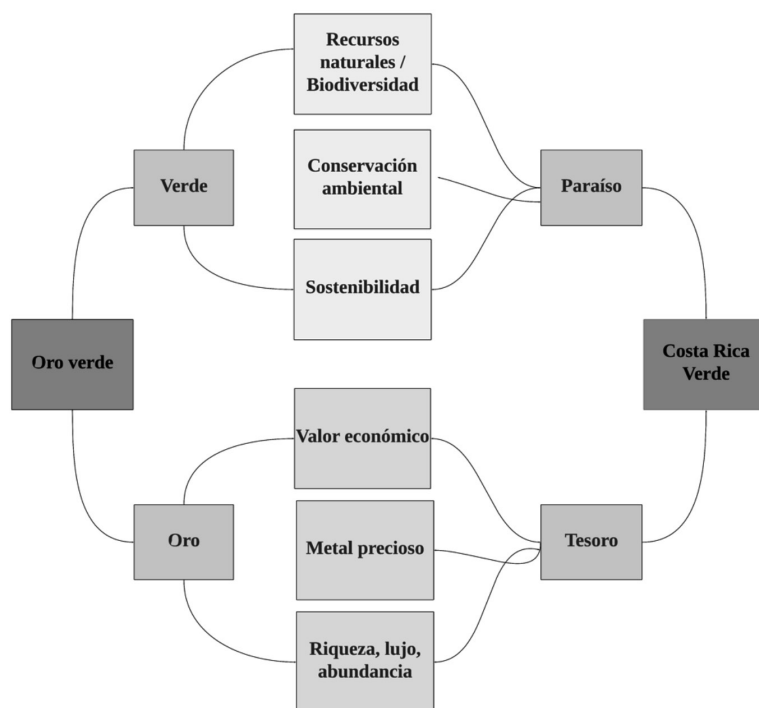 Recursos
naturales /
Biodiversidad
Verde
Conservación
ambiental
Paraíso
Sostenibilidad
Oro verde
Costa Rica
Verde
Valor económico
Oro
Metal precioso
Tesoro
Riqueza, lujo,
abundancia